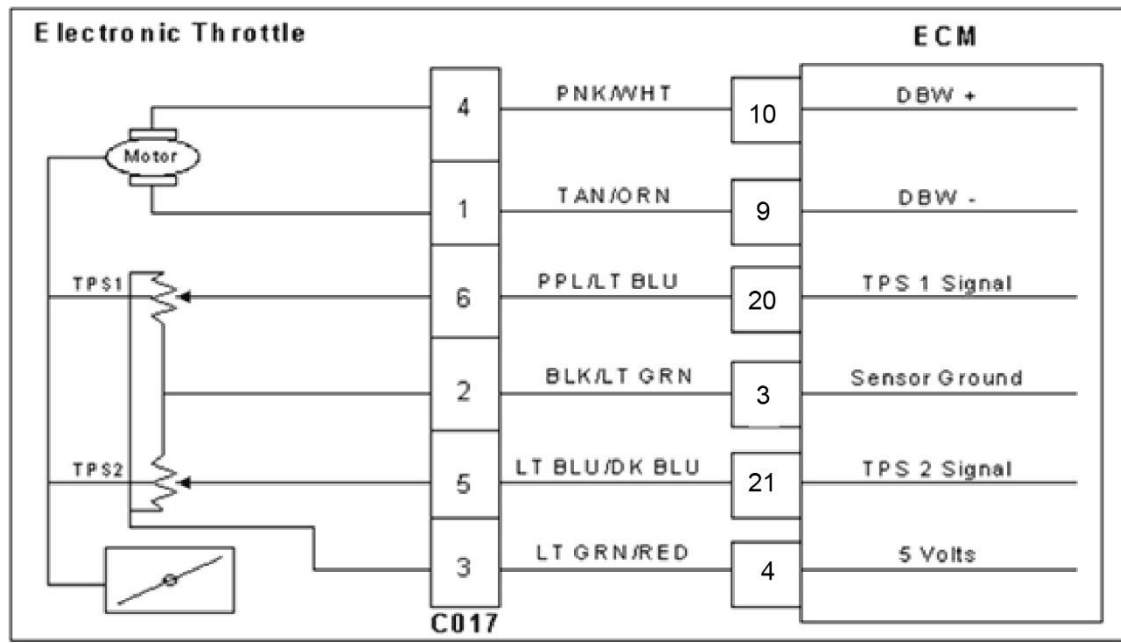 Electronic Throttle
ECM
4 PNK/WHT 10 DBW +
Motor
1 TAN/ORN 9 DBW -
TPS1 6 PPL/LT BLU 20 TPS 1 Signal
2 BLK/LT GRN 3 Sensor Ground
TPS2 5 LT BLU/DK BLU 21 TPS 2 Signal
3 LT GRN/RED 4 5 Volts
C017